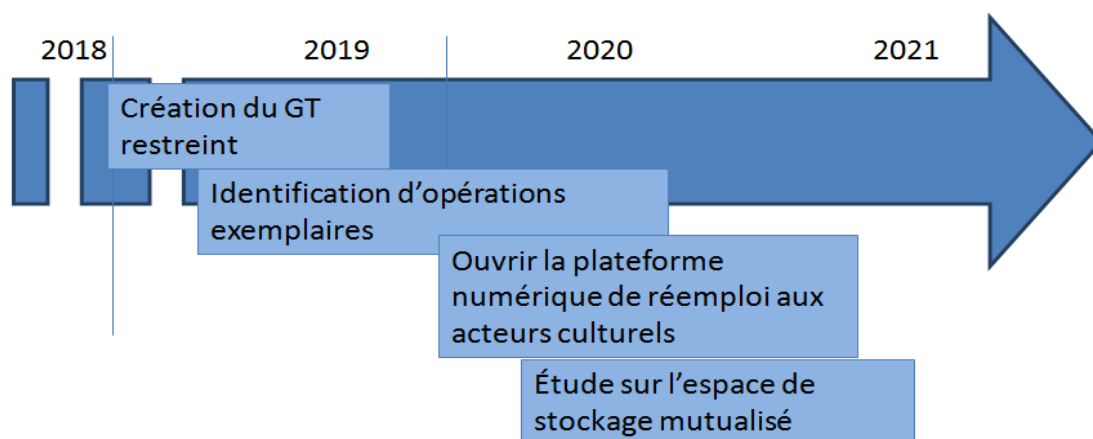 2018 2019 2020 2021
Création du GT
restreint
Identification d'opérations
exemplaires
Ouvrir la plateforme
numérique de réemploi aux
acteurs culturels
Étude sur l'espace de
stockage mutualisé